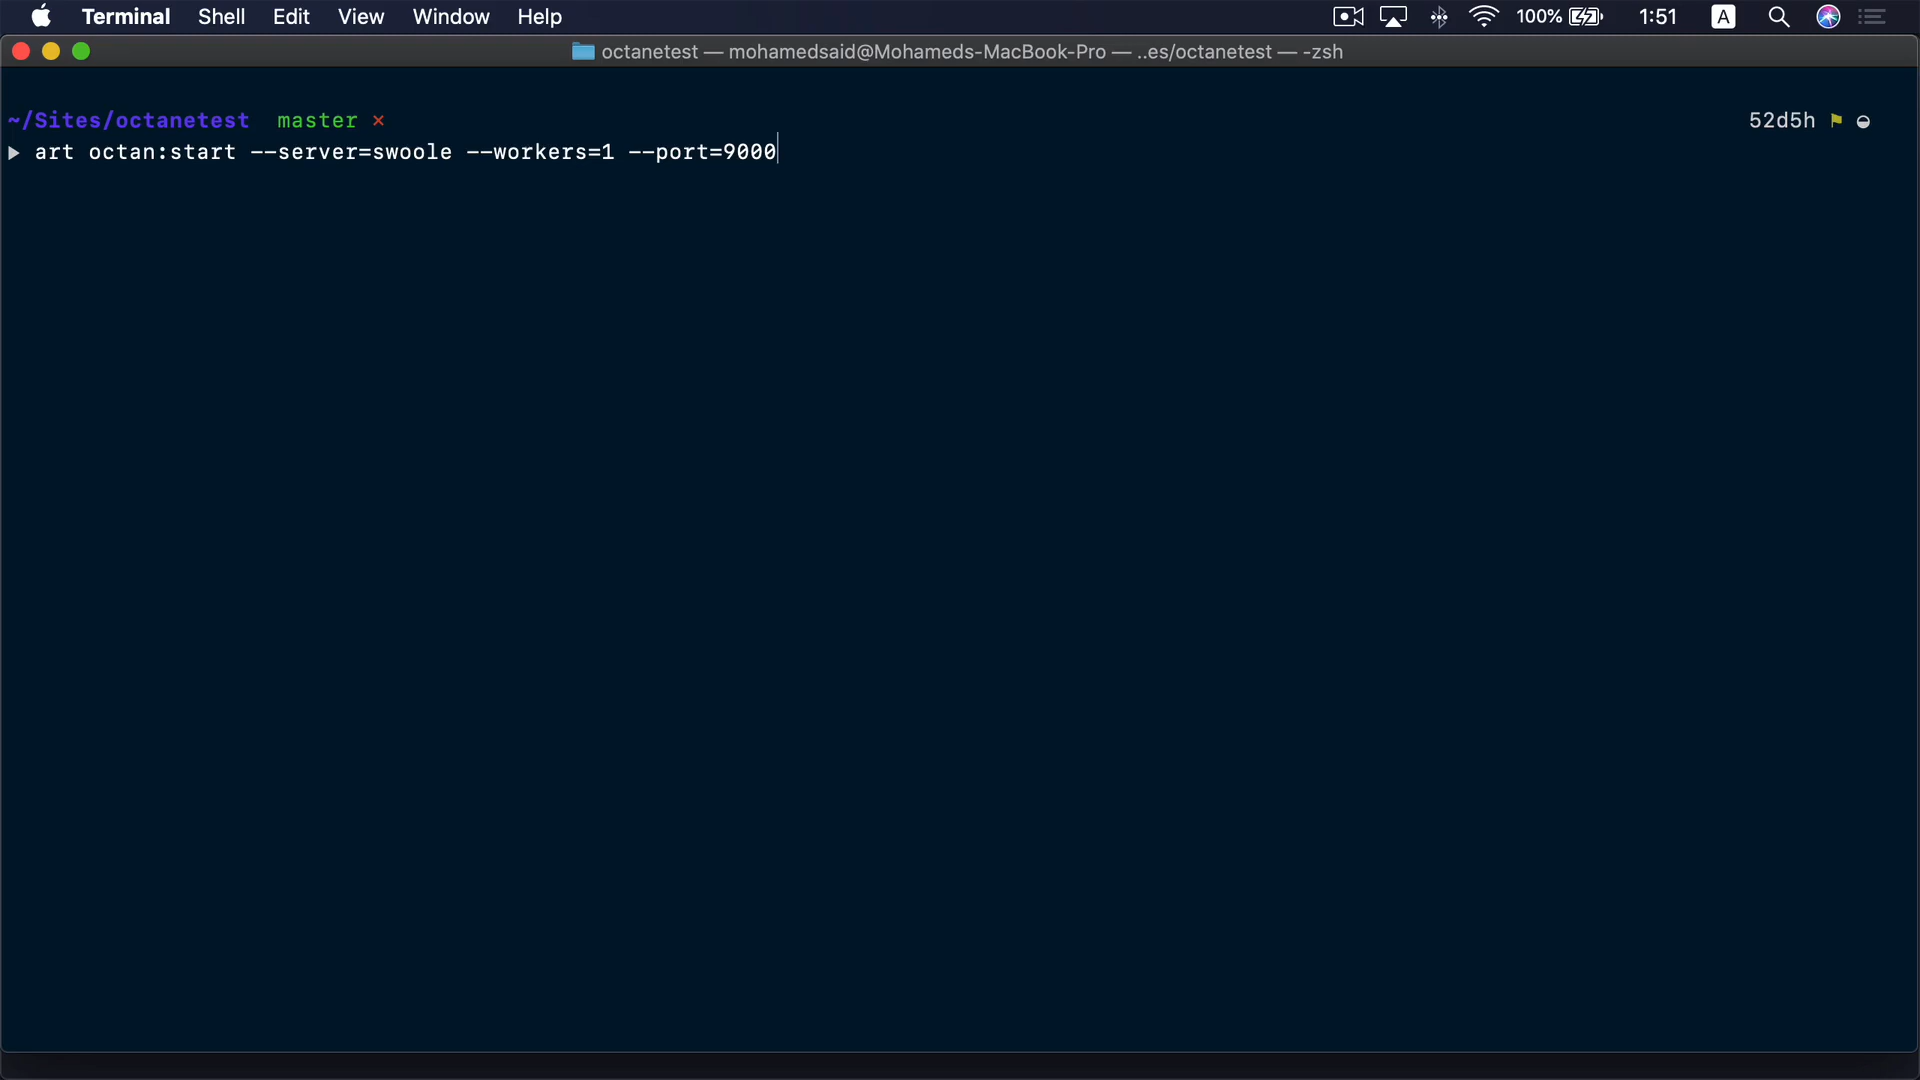 Terminal Shell Edit View Window Help 100% 1:51 A
octanetest — mohamedsaid@Mohameds-MacBook-Pro — ..es/octanetest — -zsh
~/Sites/octanetest master × 52d5h
▶ art octan:start --server=swoole --workers=1 --port=9000